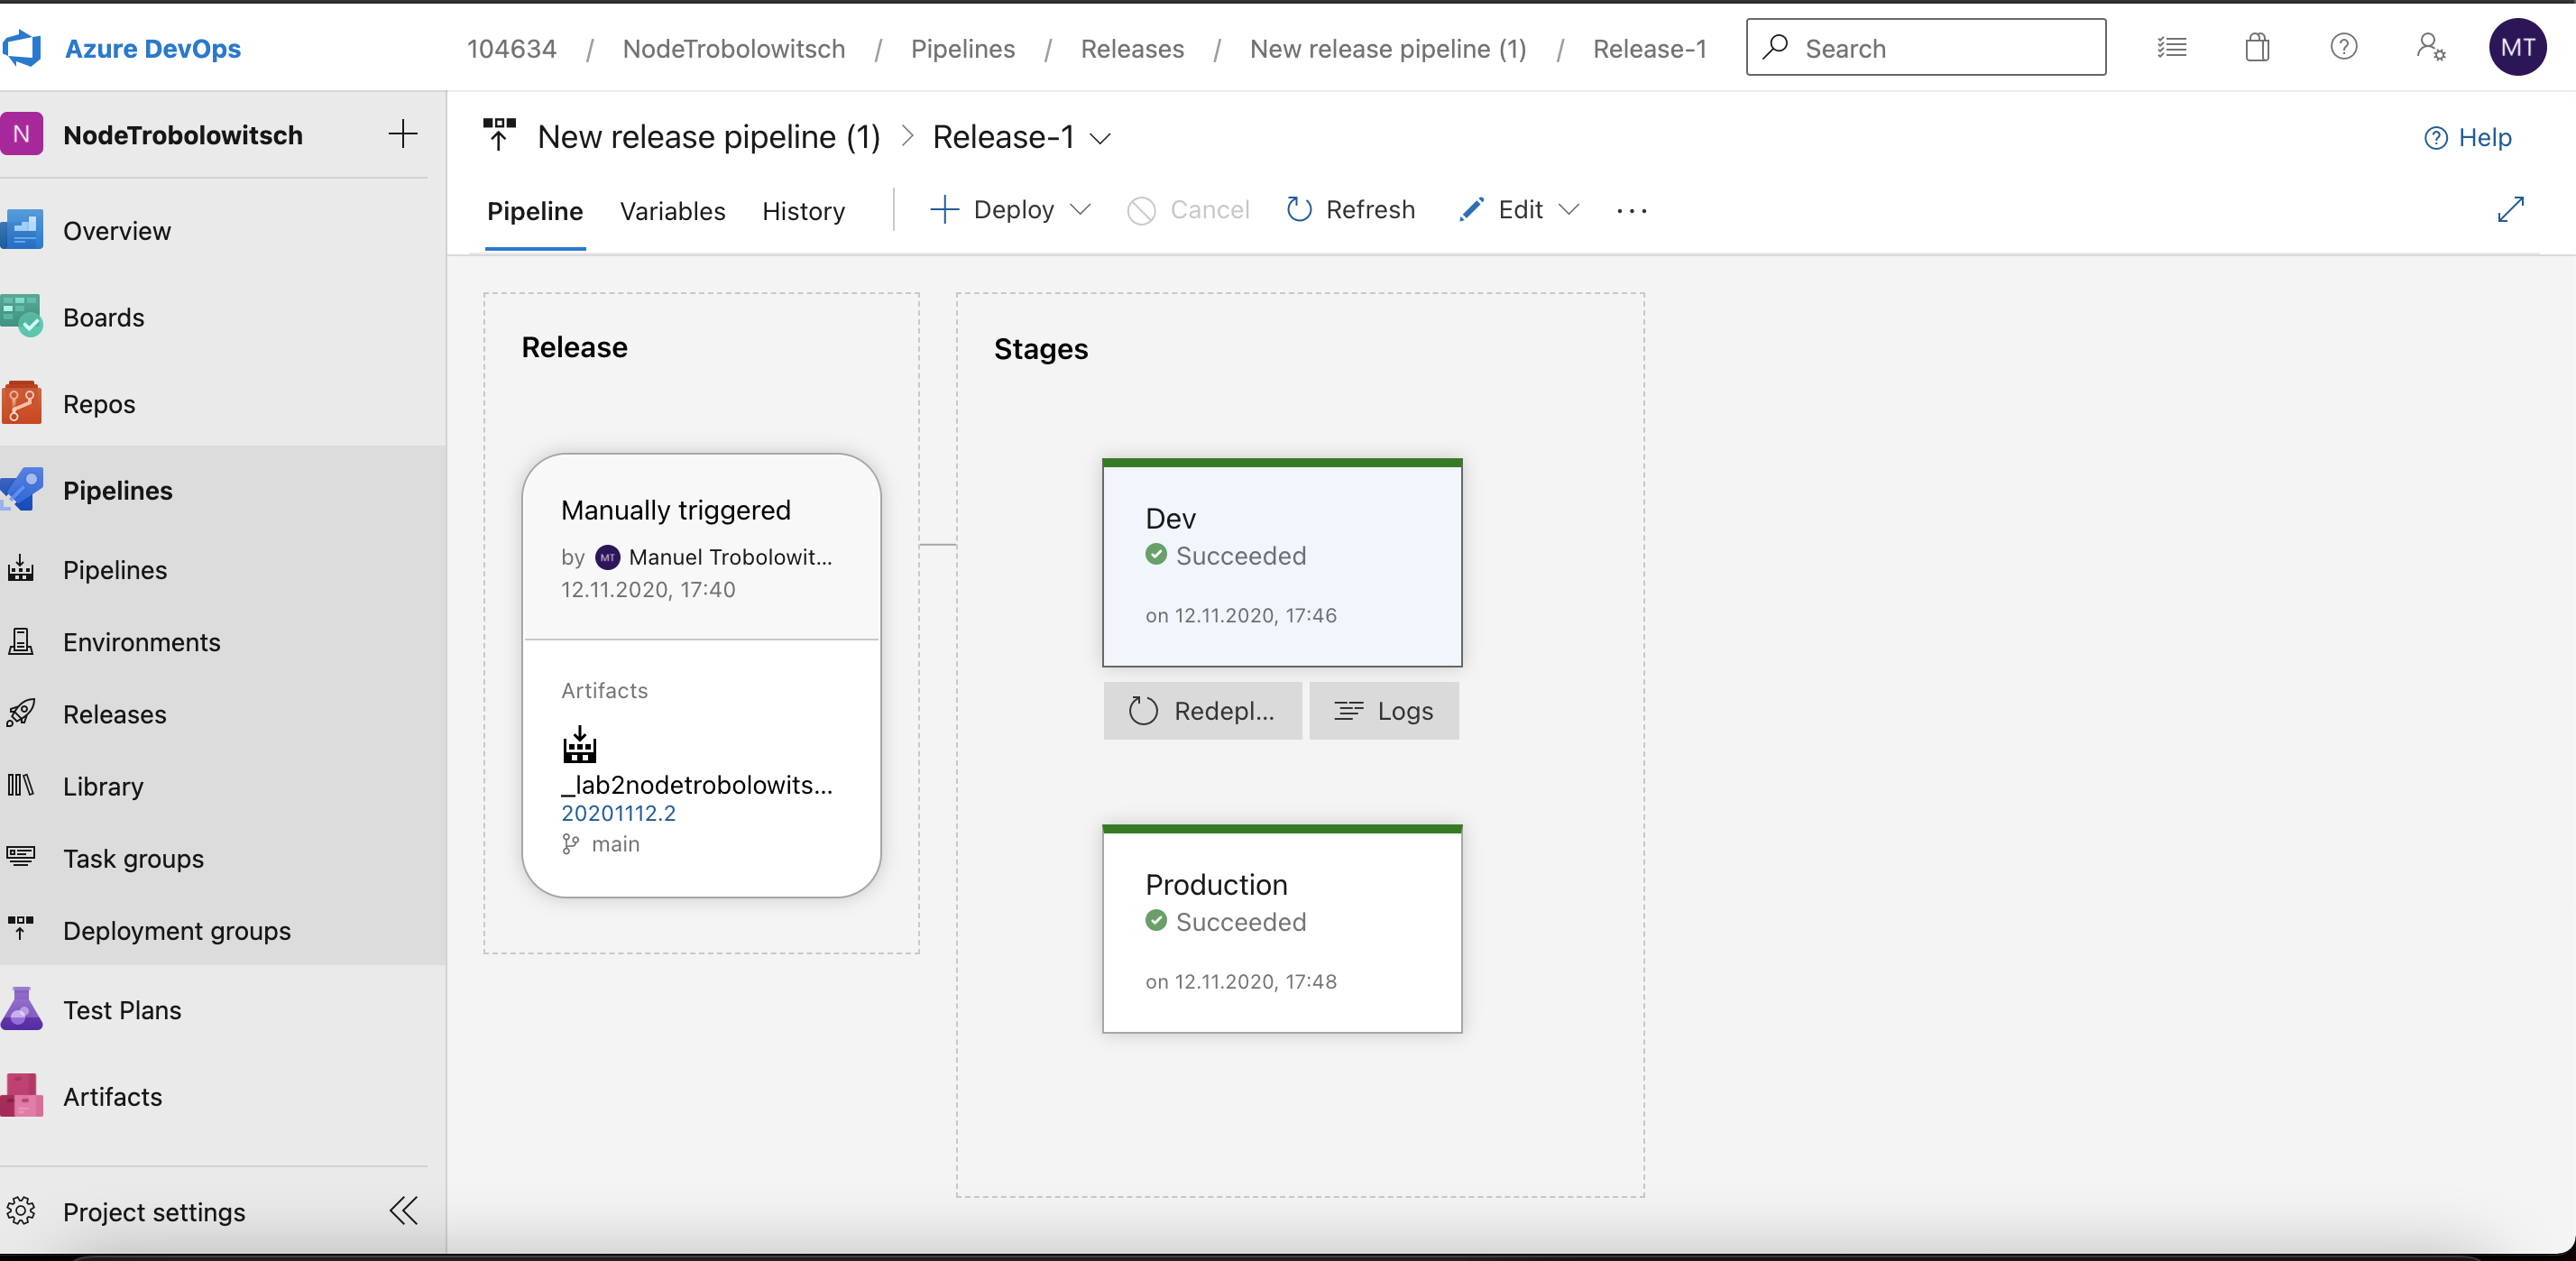 Azure DevOps
104634 / NodeTrobolowitsch / Pipelines / Releases / New release pipeline (1) / Release-1
Search
MT
N NodeTrobolowitsch
Overview
Boards
Repos
Pipelines
Pipelines
Environments
Releases
Library
Task groups
Deployment groups
Test Plans
Artifacts
Project settings
New release pipeline (1) > Release-1
Help
Pipeline Variables History Deploy Cancel Refresh Edit ...
Release
Manually triggered
by MT Manuel Trobolowit...
12.11.2020, 17:40
Artifacts
_lab2nodetrobolowits...
20201112.2
main
Stages
Dev
Succeeded
on 12.11.2020, 17:46
Redepl... Logs
Production
Succeeded
on 12.11.2020, 17:48